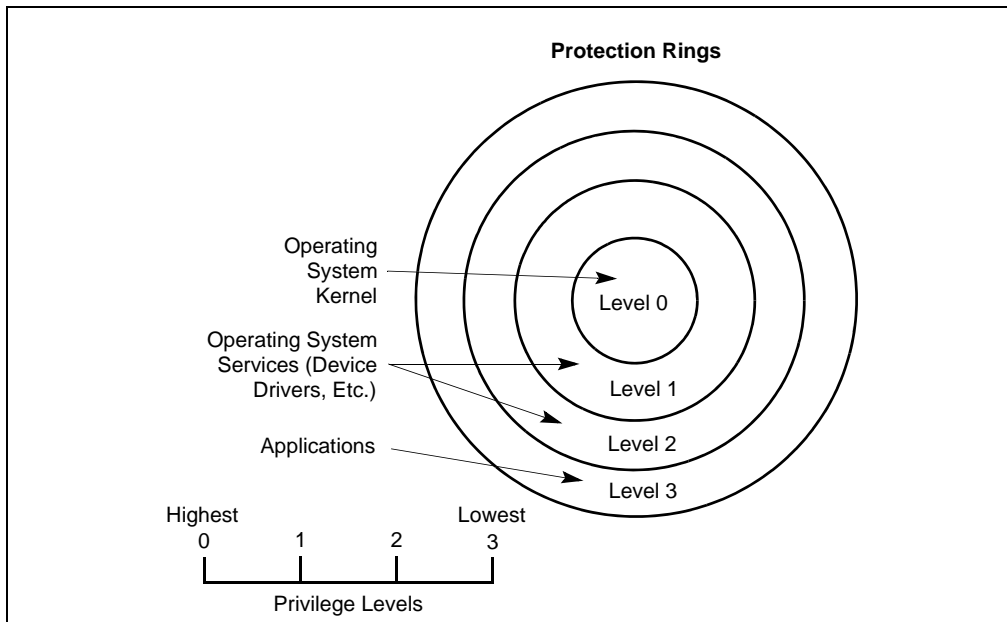 Protection Rings
Operating
System
Kernel
Level 0
Operating System
Services (Device
Drivers, Etc.)
Level 1
Level 2
Applications
Level 3
Highest
Lowest
0
1
2
3
Privilege Levels